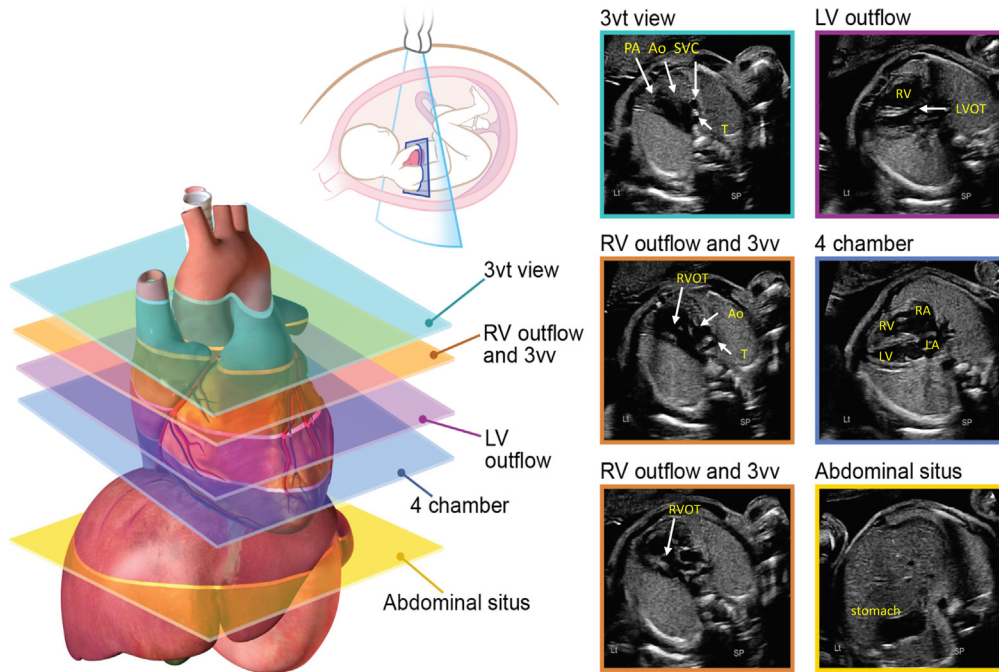 3vt view
RV outflow
and 3vv
LV
outflow
4 chamber
Abdominal situs
3vt view
PA Ao SVC
T
Lt
SP
LV outflow
RV
LVOT
Lt
SP
RV outflow and 3vv
RVOT
Ao
T
Lt
SP
4 chamber
RA
RV
LA
LV
Lt
SP
RV outflow and 3vv
RVOT
Lt
SP
Abdominal situs
stomach
Lt
SP